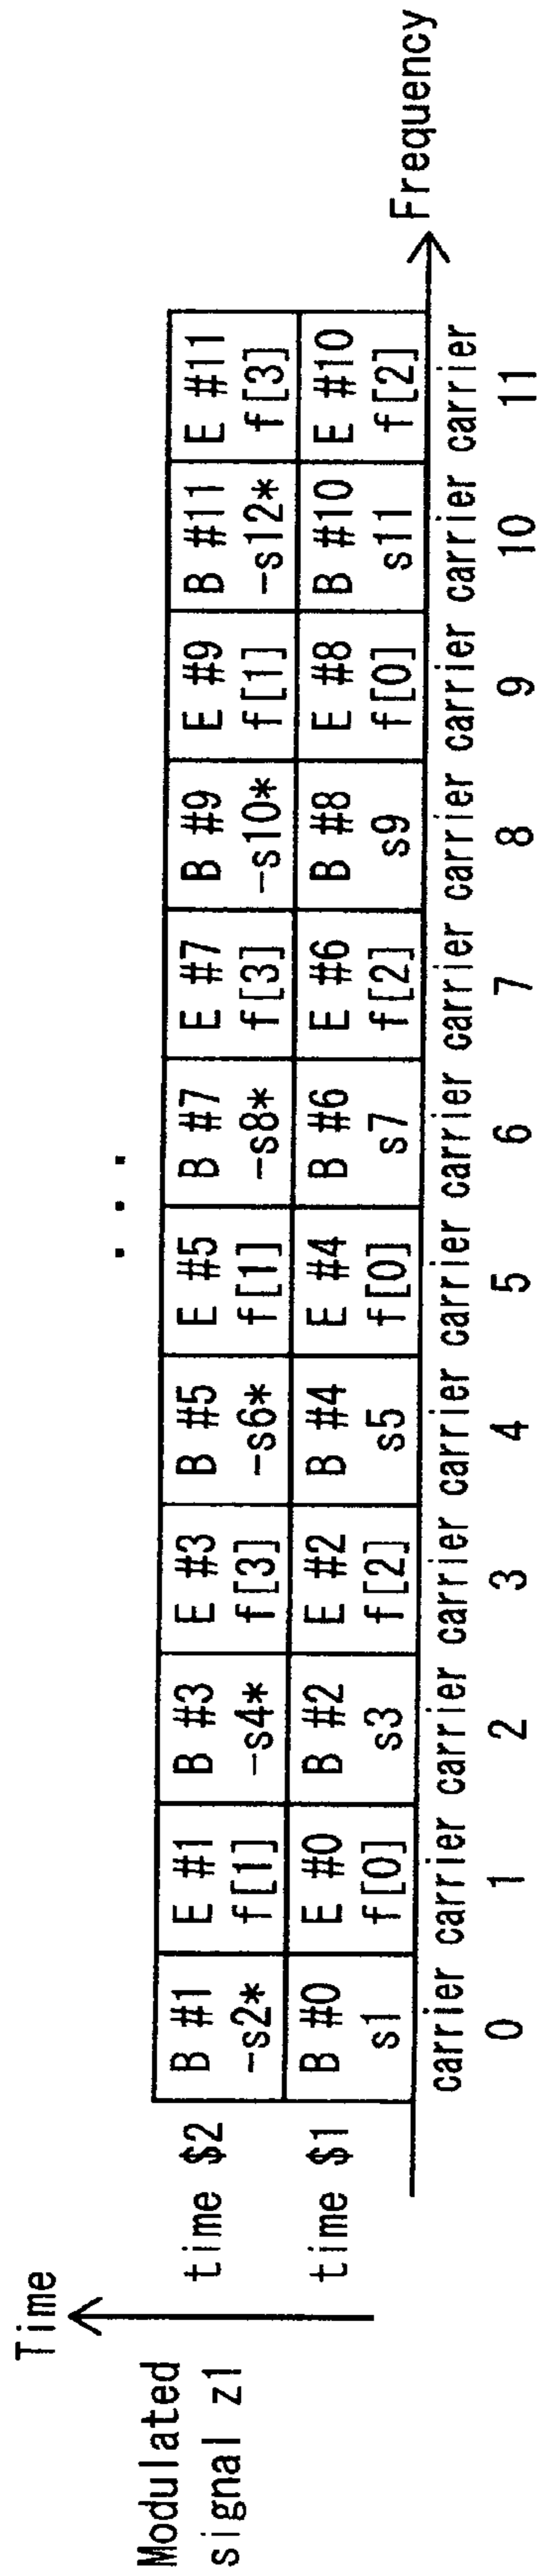 Time
Modulated
signal z1
...
time $2
B #1 E #1 B #3 E #3 B #5 E #5 B #7 E #7 B #9 E #9 B #11 E #11
-s2* f[1] -s4* f[3] -s6* f[1] -s8* f[3] -s10* f[1] -s12* f[3]
time $1
B #0 E #0 B #2 E #2 B #4 E #4 B #6 E #6 B #8 E #8 B #10 E #10
s1 f[0] s3 f[2] s5 f[0] s7 f[2] s9 f[0] s11 f[2]
Frequency
carrier carrier carrier carrier carrier carrier carrier carrier carrier carrier carrier carrier
0 1 2 3 4 5 6 7 8 9 10 11